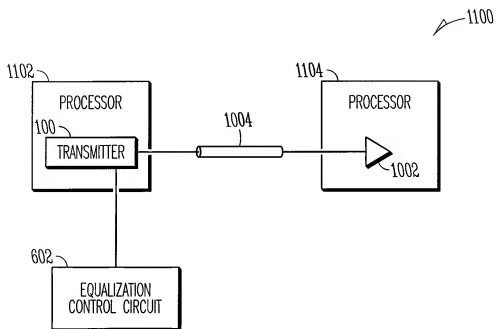 1100
1102
1104
PROCESSOR
PROCESSOR
100
1004
TRANSMITTER
1002
602
EQUALIZATION
CONTROL CIRCUIT